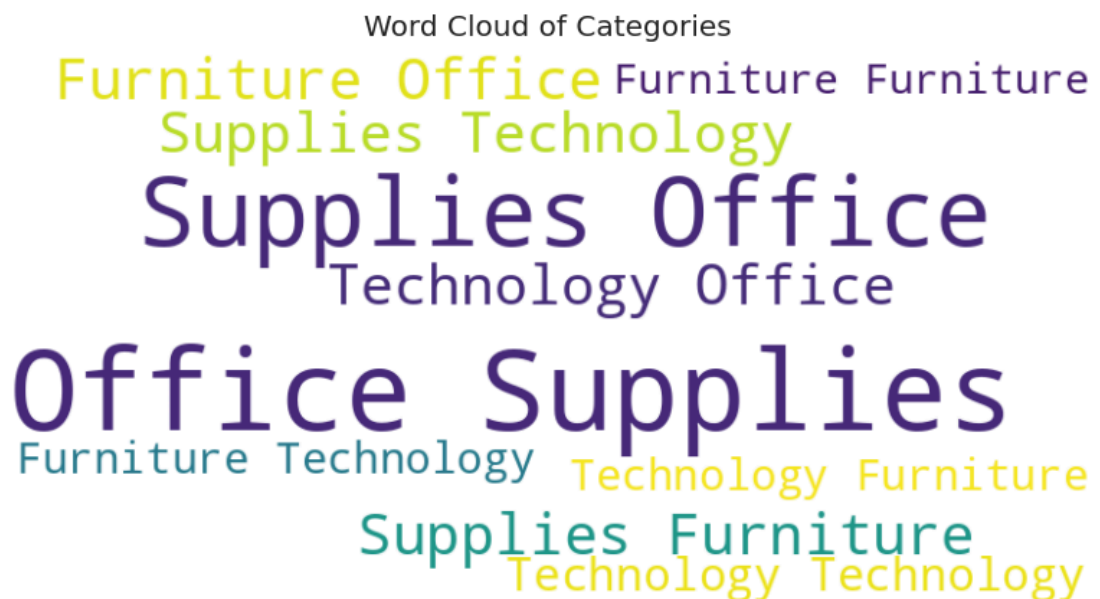 Word Cloud of Categories
Furniture Office
Furniture Furniture
Supplies Technology
Supplies Office
Technology Office
Office Supplies
Furniture Technology
Technology Furniture
Supplies Furniture
Technology Technology